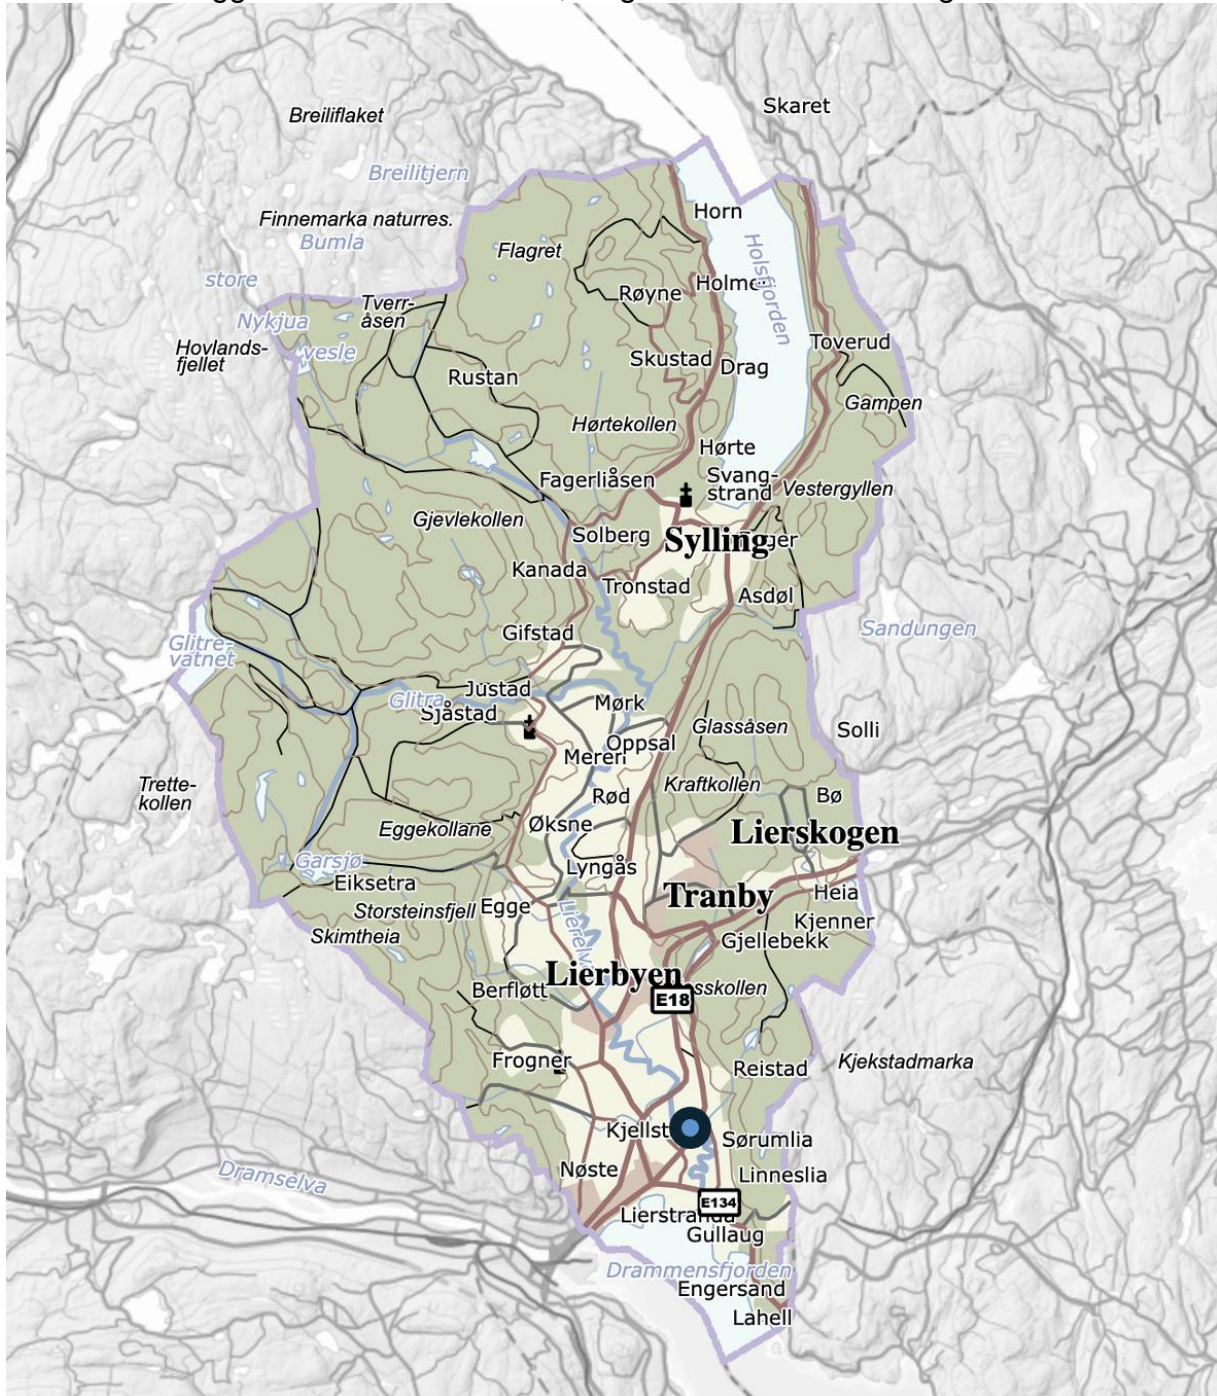 Skaret
Breiliflaket
Breilitjern
Horn
Finnemarka naturres.
Bumla
Flagret
Holsfjorden
store
Holme
Røyne
Tverr-
åsen
Nykjua
Hovlands-
fjellet
vesle
Toverud
Skustad
Drag
Rustan
Gampen
Hørtekollen
Hørte
Fagerliåsen
Svang-
strand
Vestergyllen
Gjevlekollen
Solberg
Sylling
Kanada
Tronstad
Asdøl
Gifstad
Sandungen
Glitre-
vatnet
Justad
Glitra
Sjåstad
Mørk
Glassåsen
Solli
Oppsal
Meren
Trette-
kollen
Kraftkollen
Rød
Bø
Eggekollane
Øksne
Lierskogen
Garsjø
Lyngås
Eiksetra
Tranby
Heia
Storsteinsfjell
Egge
Kjenner
Skimtheia
Lierelva
Gjellebekk
Lierbyen
Berfløtt
E18
sskollen
Frogner
Reistad
Kjekstadmarka
Kjellst
Sørumlia
Nøste
Linneslia
Dramselva
E134
Lierstranda
Gullaug
Drammensfjorden
Engersand
Lahell